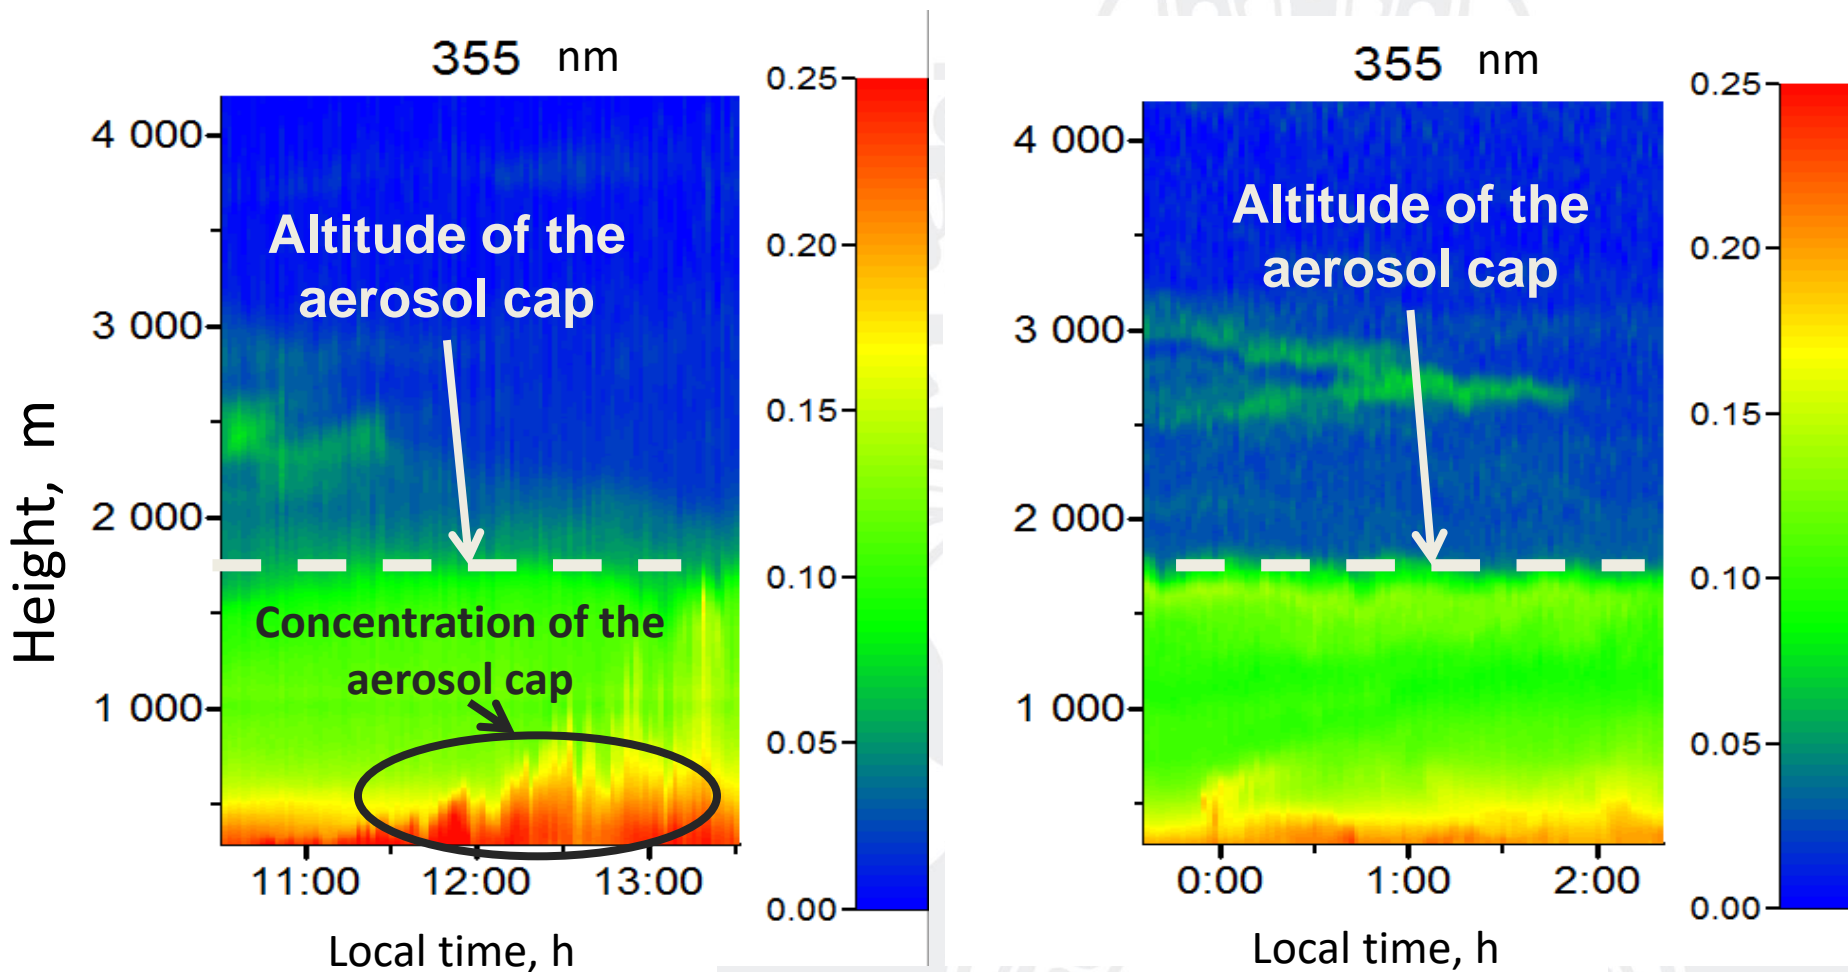 355 nm
0.25
4 000
Altitude of the
aerosol cap
0.20
3 000
0.15
2 000
0.10
Concentration of the
aerosol cap
1 000
0.05
0.00
11:00 12:00 13:00
Height, m
Local time, h
355 nm
0.25
4 000
Altitude of the
aerosol cap
0.20
3 000
0.15
2 000
0.10
1 000
0.05
0.00
0:00 1:00 2:00
Local time, h